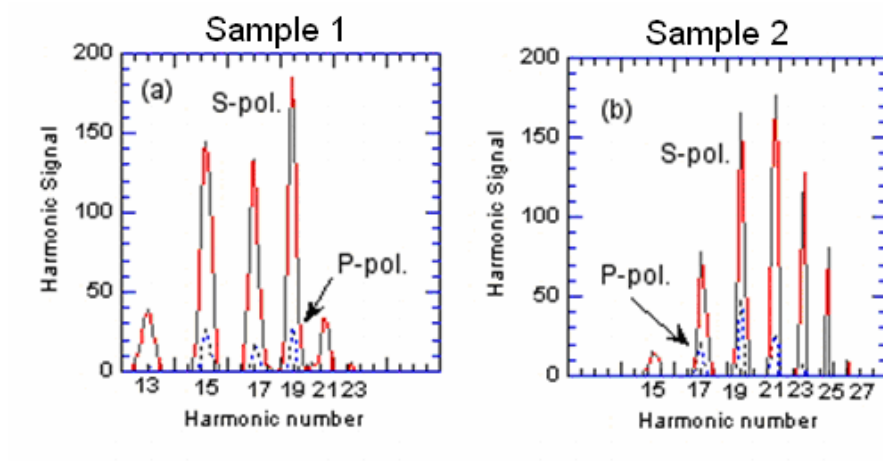 Sample 1
200
150
100
50
0
(a)
S-pol.
P-pol.
Harmonic Signal
13 15 17 19 21 23
Harmonic number
Sample 2
200
150
100
50
0
(b)
S-pol.
P-pol.
Harmonic Signal
15 17 19 21 23 25 27
Harmonic number